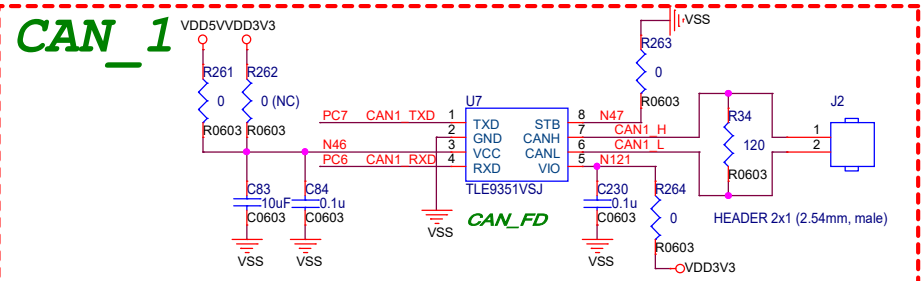 CAN_1
VDD5V VDD3V3
VSS
R263
0
R0603
R261
0
R0603
R262
0 (NC)
R0603
U7
PC7 CAN1_TXD 1 TXD STB 8 N47
2 GND CANH 7 CAN1_H
N46 3 VCC CANL 6 CAN1_L
PC6 CAN1_RXD 4 RXD VIO 5 N121
TLE9351VSJ
CAN_FD
R34
120
R0603
J2
1
2
HEADER 2x1 (2.54mm, male)
C83
10uF
C0603
VSS
C84
0.1u
C0603
VSS
VSS
C230
0.1u
C0603
VSS
R264
0
R0603
VDD3V3